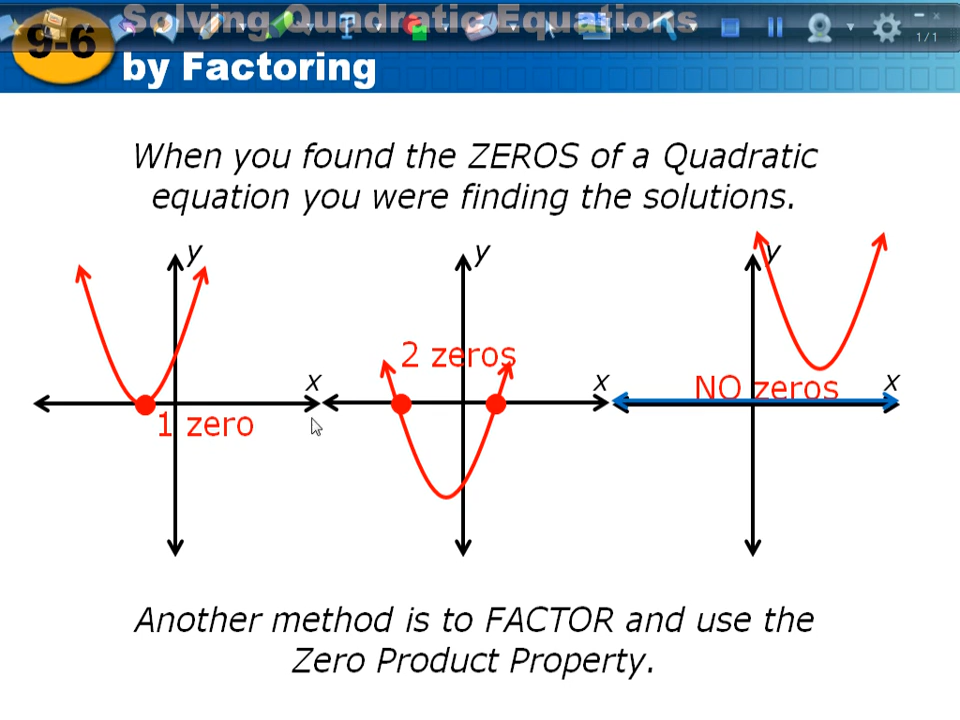 Solving Quadratic Equations
9-6
by Factoring
1/1
When you found the ZEROS of a Quadratic
equation you were finding the solutions.
y
y
y
2 zeros
x
x
NO zeros
x
1 zero
Another method is to FACTOR and use the
Zero Product Property.